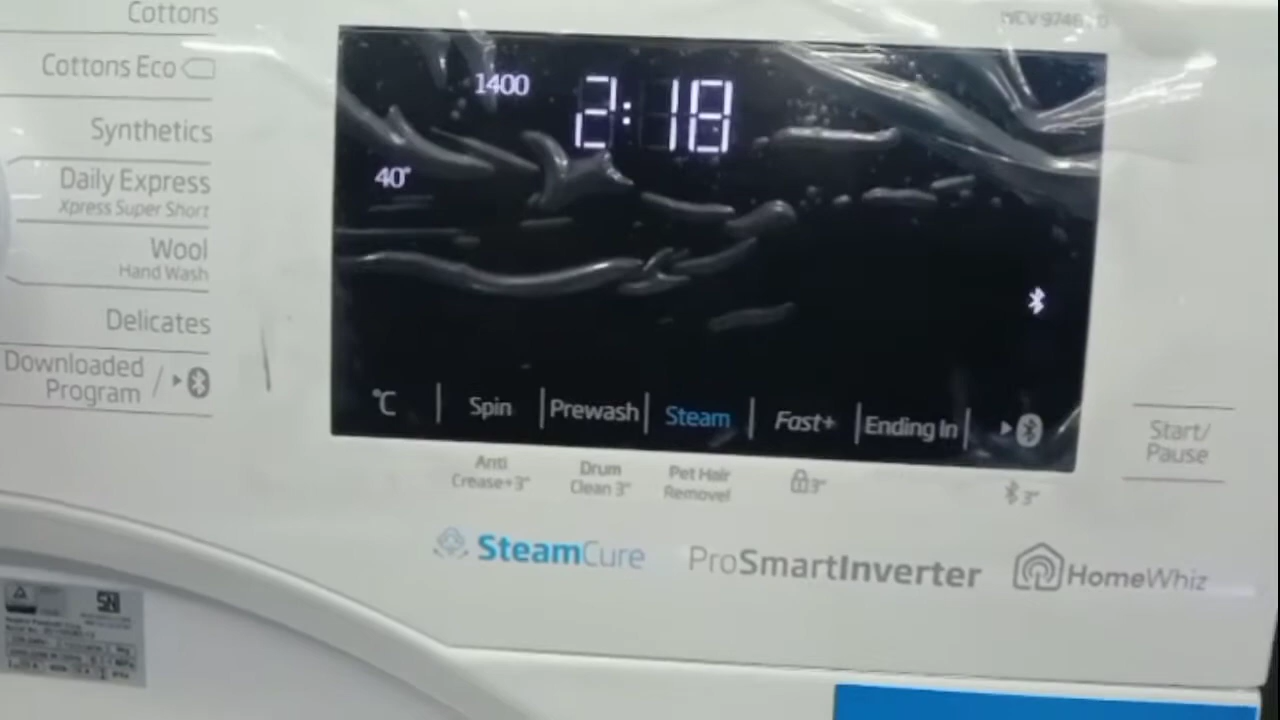 Cottons
Cottons Eco
Synthetics
Daily Express
Xpress Super Short
Wool
Hand Wash
Delicates
Downloaded
Program /
1400
2:18
40°
°C | Spin | Prewash | Steam | Fast+ | Ending In |
Anti
Crease+3"
Drum
Clean 3"
Pet Hair
Removel
3"
3"
Start/
Pause
SteamCure
ProSmartInverter
HomeWhiz